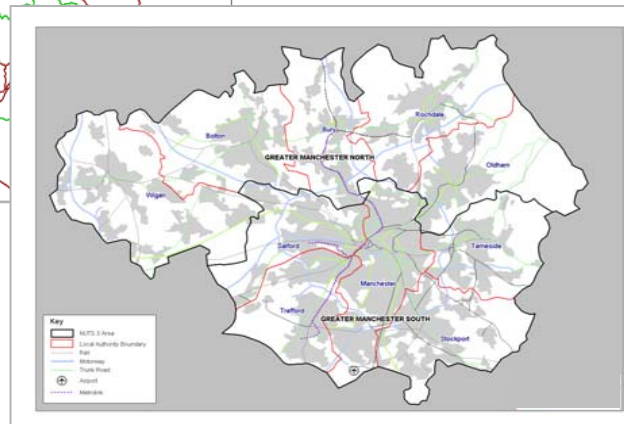 Bolton
Bury
Rochdale
GREATER MANCHESTER NORTH
Oldham
Wigan
Salford
Tameside
Manchester
Trafford
GREATER MANCHESTER SOUTH
Stockport
Key
NUTS 3 Area
Local Authority Boundary
Rail
Motorway
Trunk Road
Airport
Metrolink